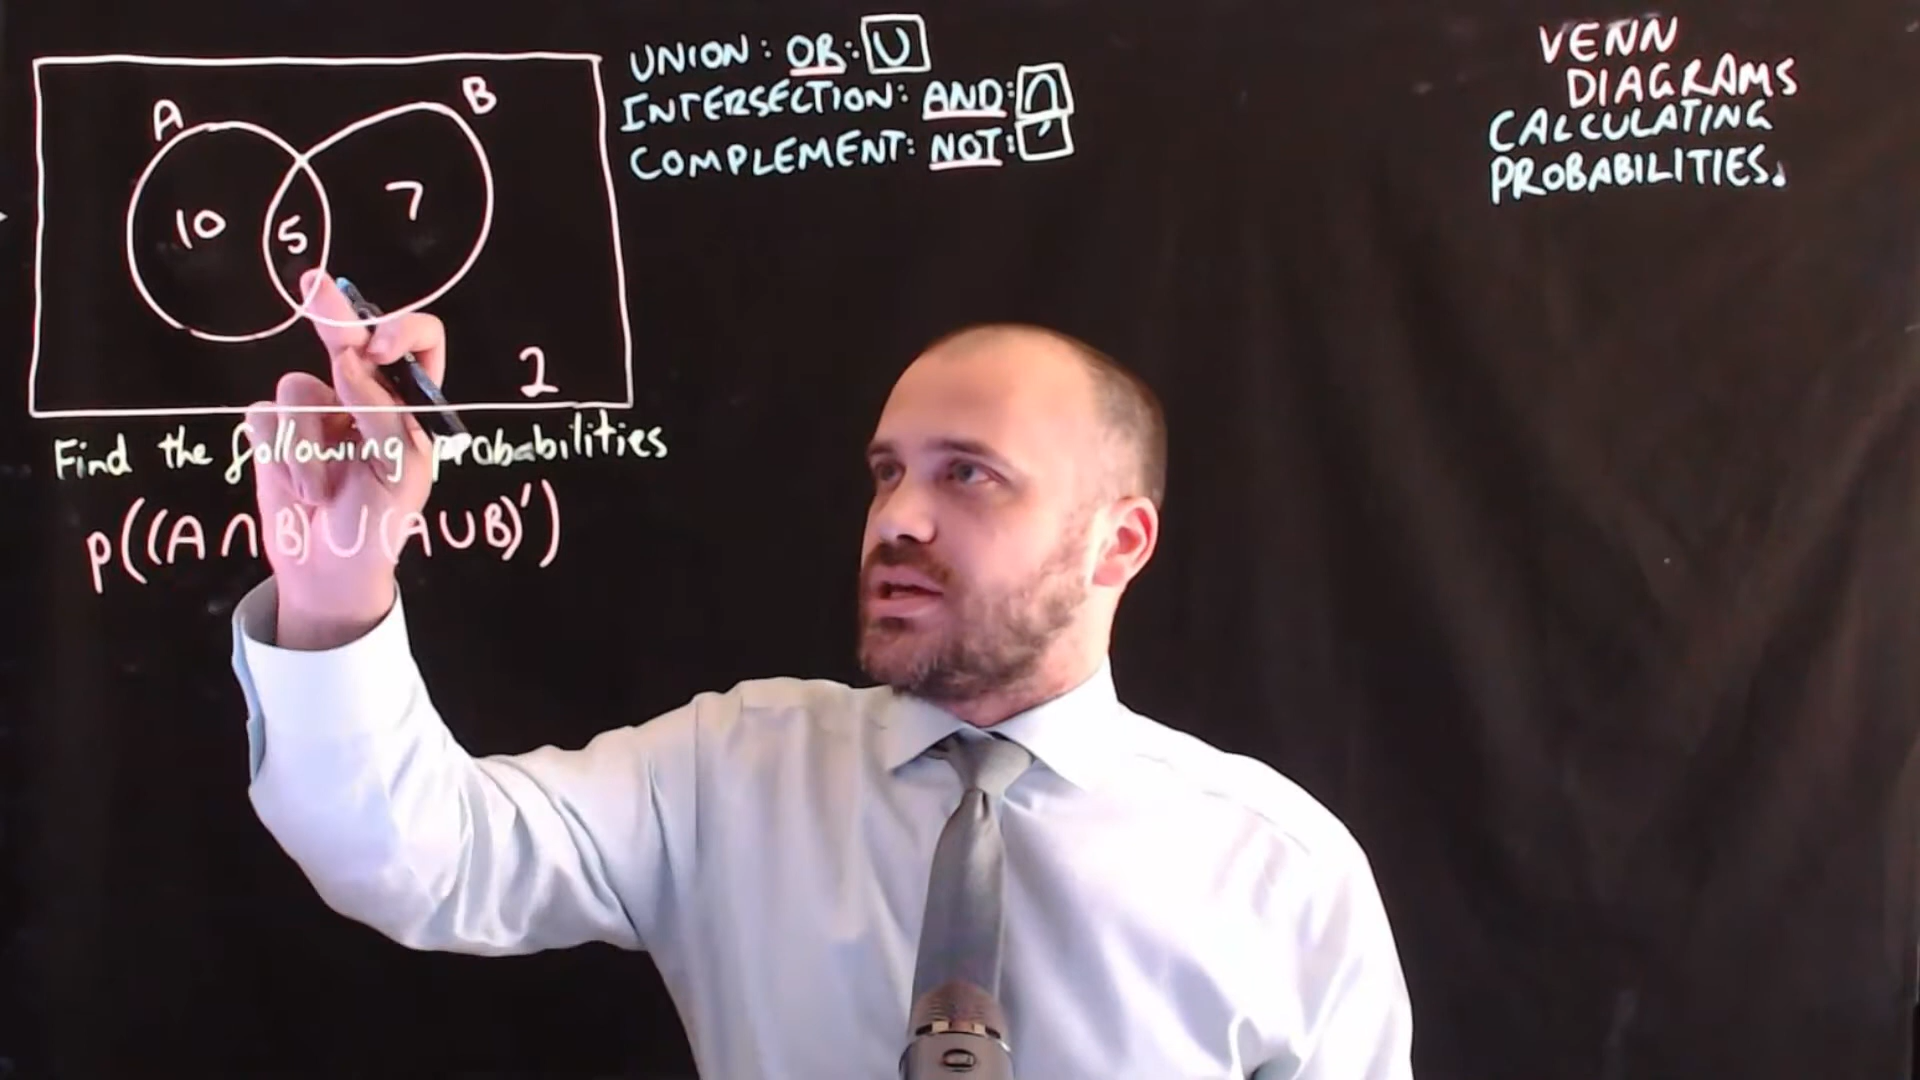 UNION: OR: ∪
INTERSECTION: AND: ∩
COMPLEMENT: NOT: ′
VENN
DIAGRAMS
CALCULATING
PROBABILITIES.
A
B
10
5
7
2
Find the following probabilities
p((A∩B)∪(A∪B)′)